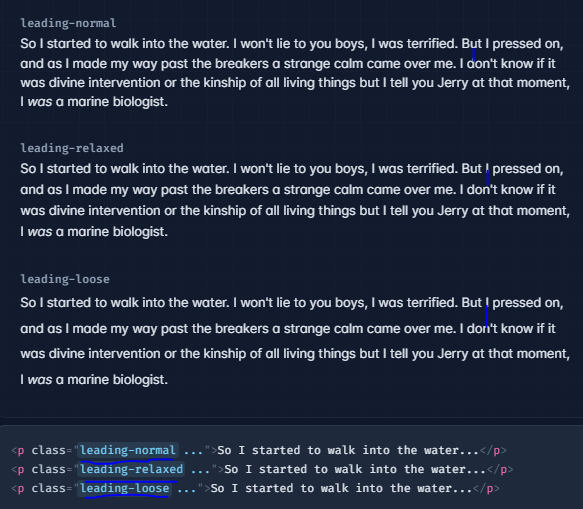 leading-normal
So I started to walk into the water. I won't lie to you boys, I was terrified. But I pressed on,
and as I made my way past the breakers a strange calm came over me. I don't know if it
was divine intervention or the kinship of all living things but I tell you Jerry at that moment,
I was a marine biologist.
leading-relaxed
So I started to walk into the water. I won't lie to you boys, I was terrified. But I pressed on,
and as I made my way past the breakers a strange calm came over me. I don't know if it
was divine intervention or the kinship of all living things but I tell you Jerry at that moment,
I was a marine biologist.
leading-loose
So I started to walk into the water. I won't lie to you boys, I was terrified. But I pressed on,
and as I made my way past the breakers a strange calm came over me. I don't know if it
was divine intervention or the kinship of all living things but I tell you Jerry at that moment,
I was a marine biologist.
<p class="leading-normal ...">So I started to walk into the water...</p>
<p class="leading-relaxed ...">So I started to walk into the water...</p>
<p class="leading-loose ...">So I started to walk into the water...</p>